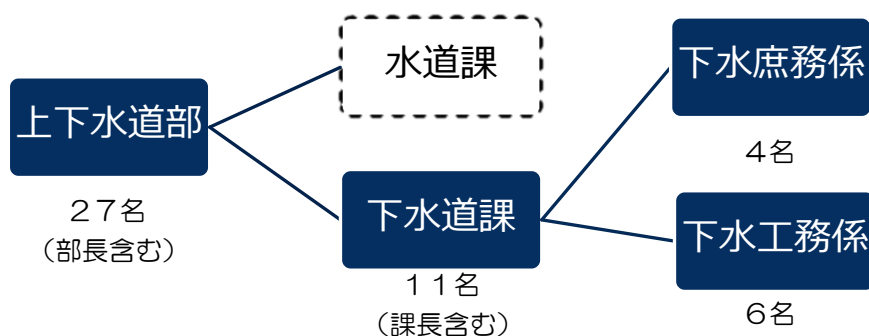 上下水道部
２７名
（部長含む）
水道課
下水道課
１１名
（課長含む）
下水庶務係
４名
下水工務係
６名